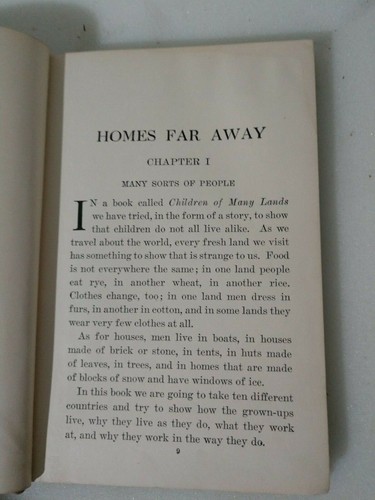 HOMES FAR AWAY
CHAPTER I
MANY SORTS OF PEOPLE
IN a book called Children of Many Lands
we have tried, in the form of a story, to show
that children do not all live alike. As we
travel about the world, every fresh land we visit
has something to show that is strange to us. Food
is not everywhere the same; in one land people
eat rye, in another wheat, in another rice.
Clothes change, too; in one land men dress in
furs, in another in cotton, and in some lands they
wear very few clothes at all.
As for houses, men live in boats, in houses
made of brick or stone, in tents, in huts made
of leaves, in trees, and in homes that are made
of blocks of snow and have windows of ice.
In this book we are going to take ten different
countries and try to show how the grown-ups
live, why they live as they do, what they work
at, and why they work in the way they do.
9